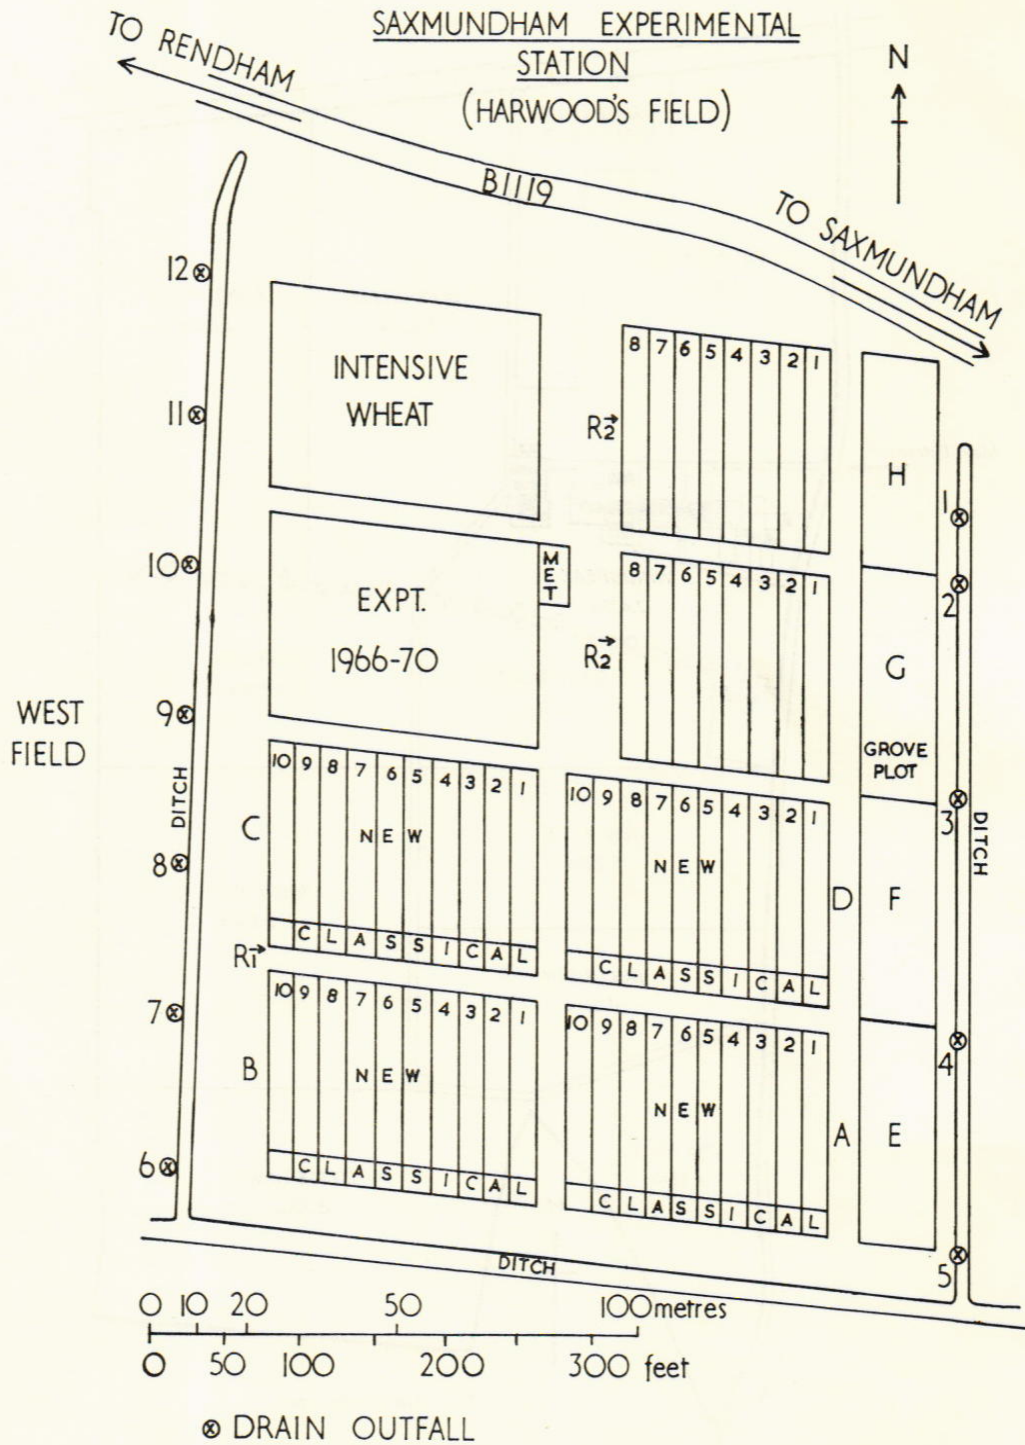 SAXMUNDHAM EXPERIMENTAL
STATION
(HARWOOD'S FIELD)
TO RENDHAM
N
B1119
TO SAXMUNDHAM
12
INTENSIVE
WHEAT
8 7 6 5 4 3 2 1
11
R2
H
1
10
EXPT.
1966-70
MET
8 7 6 5 4 3 2 1
2
R2
G
WEST
FIELD
9
GROVE
PLOT
DITCH
10 9 8 7 6 5 4 3 2 1
10 9 8 7 6 5 4 3 2 1
3
DITCH
C
NEW
NEW
8
D
F
CLASSICAL
CLASSICAL
R1
7
10 9 8 7 6 5 4 3 2 1
10 9 8 7 6 5 4 3 2 1
4
B
NEW
NEW
A
E
6
CLASSICAL
CLASSICAL
DITCH
5
0 10 20 50 100 metres
0 50 100 200 300 feet
⊗ DRAIN OUTFALL